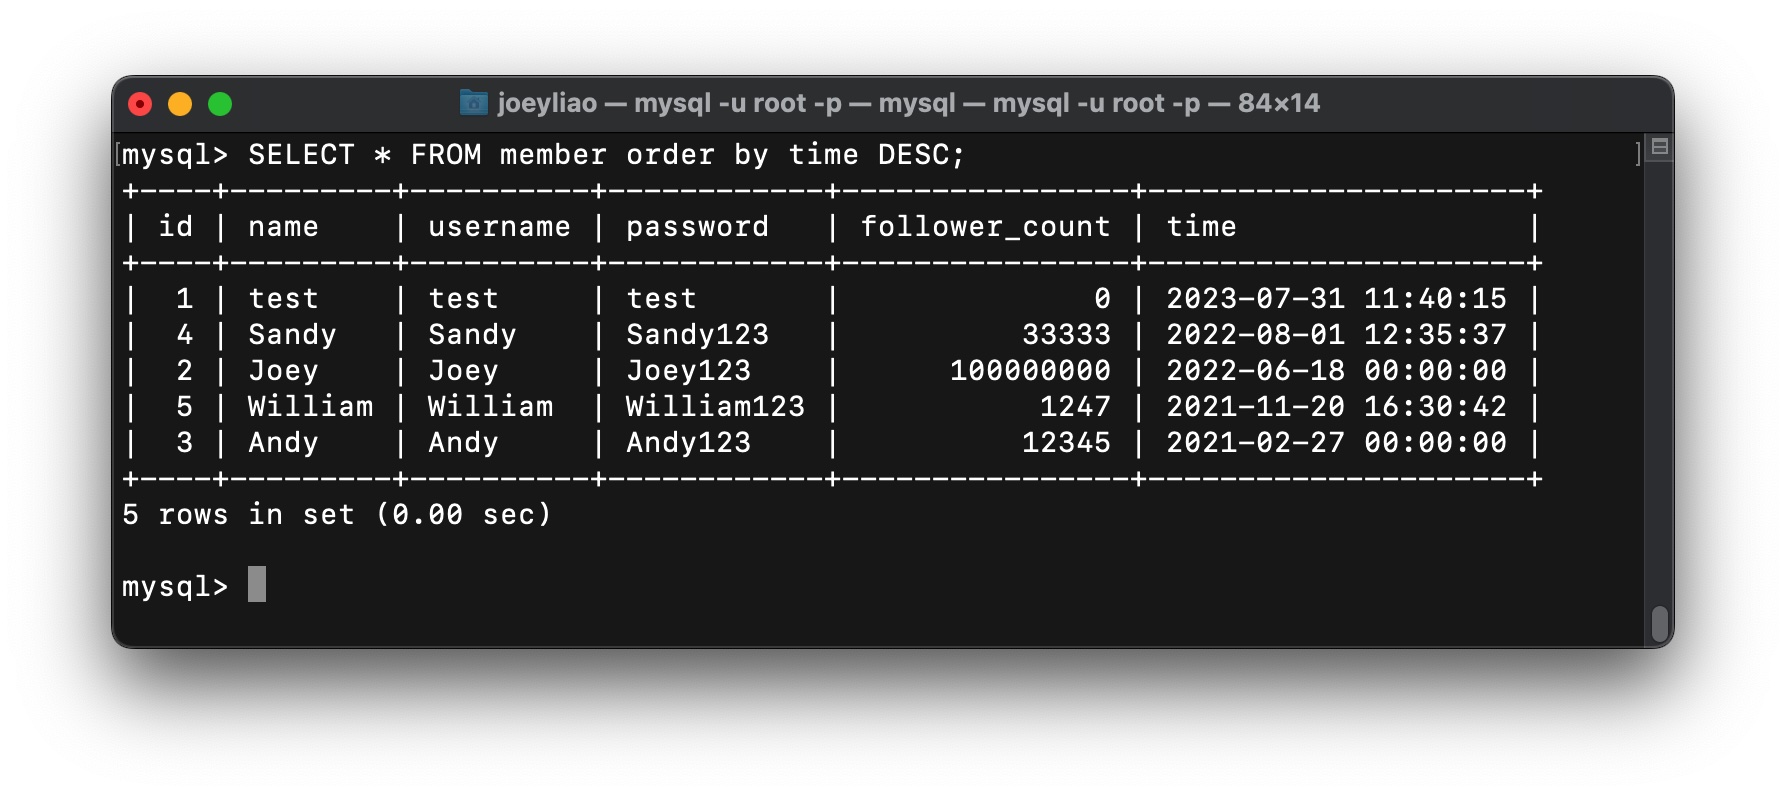 joeyliao — mysql -u root -p — mysql — mysql -u root -p — 84×14
[mysql> SELECT * FROM member order by time DESC; ]
+----+---------+----------+------------+----------------+---------------------+
| id | name    | username | password   | follower_count | time                |
+----+---------+----------+------------+----------------+---------------------+
|  1 | test    | test     | test       |              0 | 2023-07-31 11:40:15 |
|  4 | Sandy   | Sandy    | Sandy123   |          33333 | 2022-08-01 12:35:37 |
|  2 | Joey    | Joey     | Joey123    |      100000000 | 2022-06-18 00:00:00 |
|  5 | William | William  | William123 |           1247 | 2021-11-20 16:30:42 |
|  3 | Andy    | Andy     | Andy123    |          12345 | 2021-02-27 00:00:00 |
+----+---------+----------+------------+----------------+---------------------+
5 rows in set (0.00 sec)
mysql>